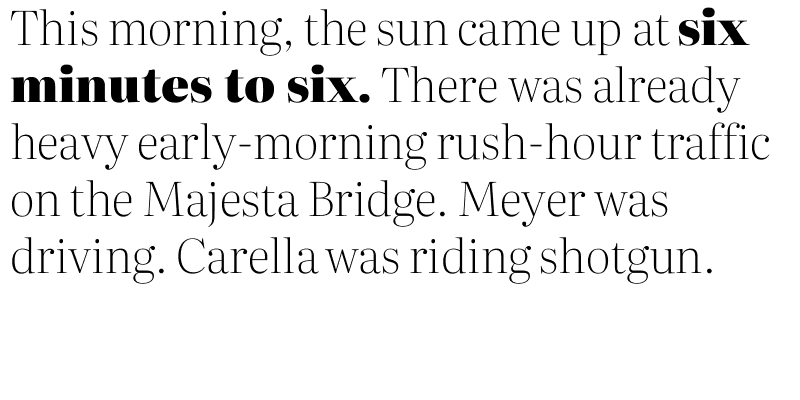 This morning, the sun came up at six
minutes to six. There was already
heavy early-morning rush-hour traffic
on the Majesta Bridge. Meyer was
driving. Carella was riding shotgun.